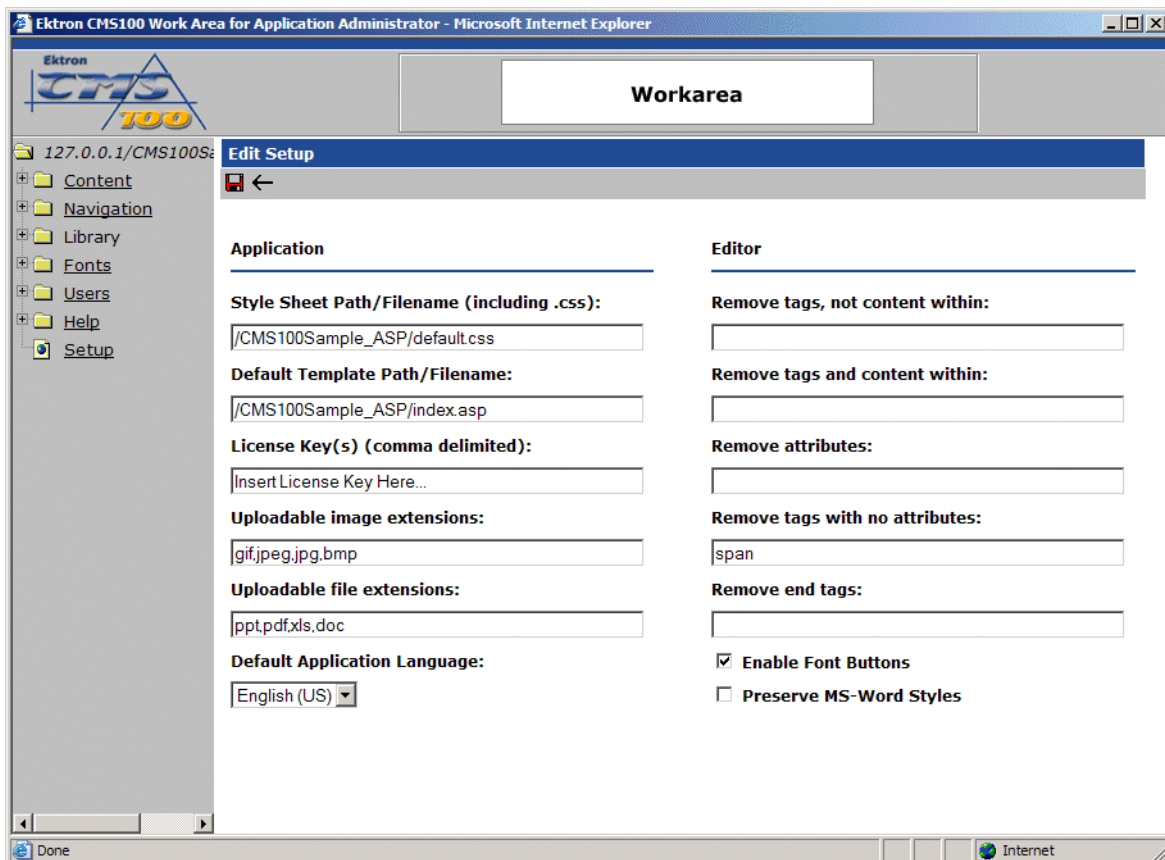 Ektron CMS100 Work Area for Application Administrator - Microsoft Internet Explorer
Ektron
CMS
100
Workarea
127.0.0.1/CMS100Sa
Content
Navigation
Library
Fonts
Users
Help
Setup
Edit Setup
Application
Style Sheet Path/Filename (including .css):
/CMS100Sample_ASP/default.css
Default Template Path/Filename:
/CMS100Sample_ASP/index.asp
License Key(s) (comma delimited):
Insert License Key Here...
Uploadable image extensions:
gif,jpeg,jpg,bmp
Uploadable file extensions:
ppt,pdf,xls,doc
Default Application Language:
English (US)
Editor
Remove tags, not content within:
Remove tags and content within:
Remove attributes:
Remove tags with no attributes:
span
Remove end tags:
Enable Font Buttons
Preserve MS-Word Styles
Done
Internet